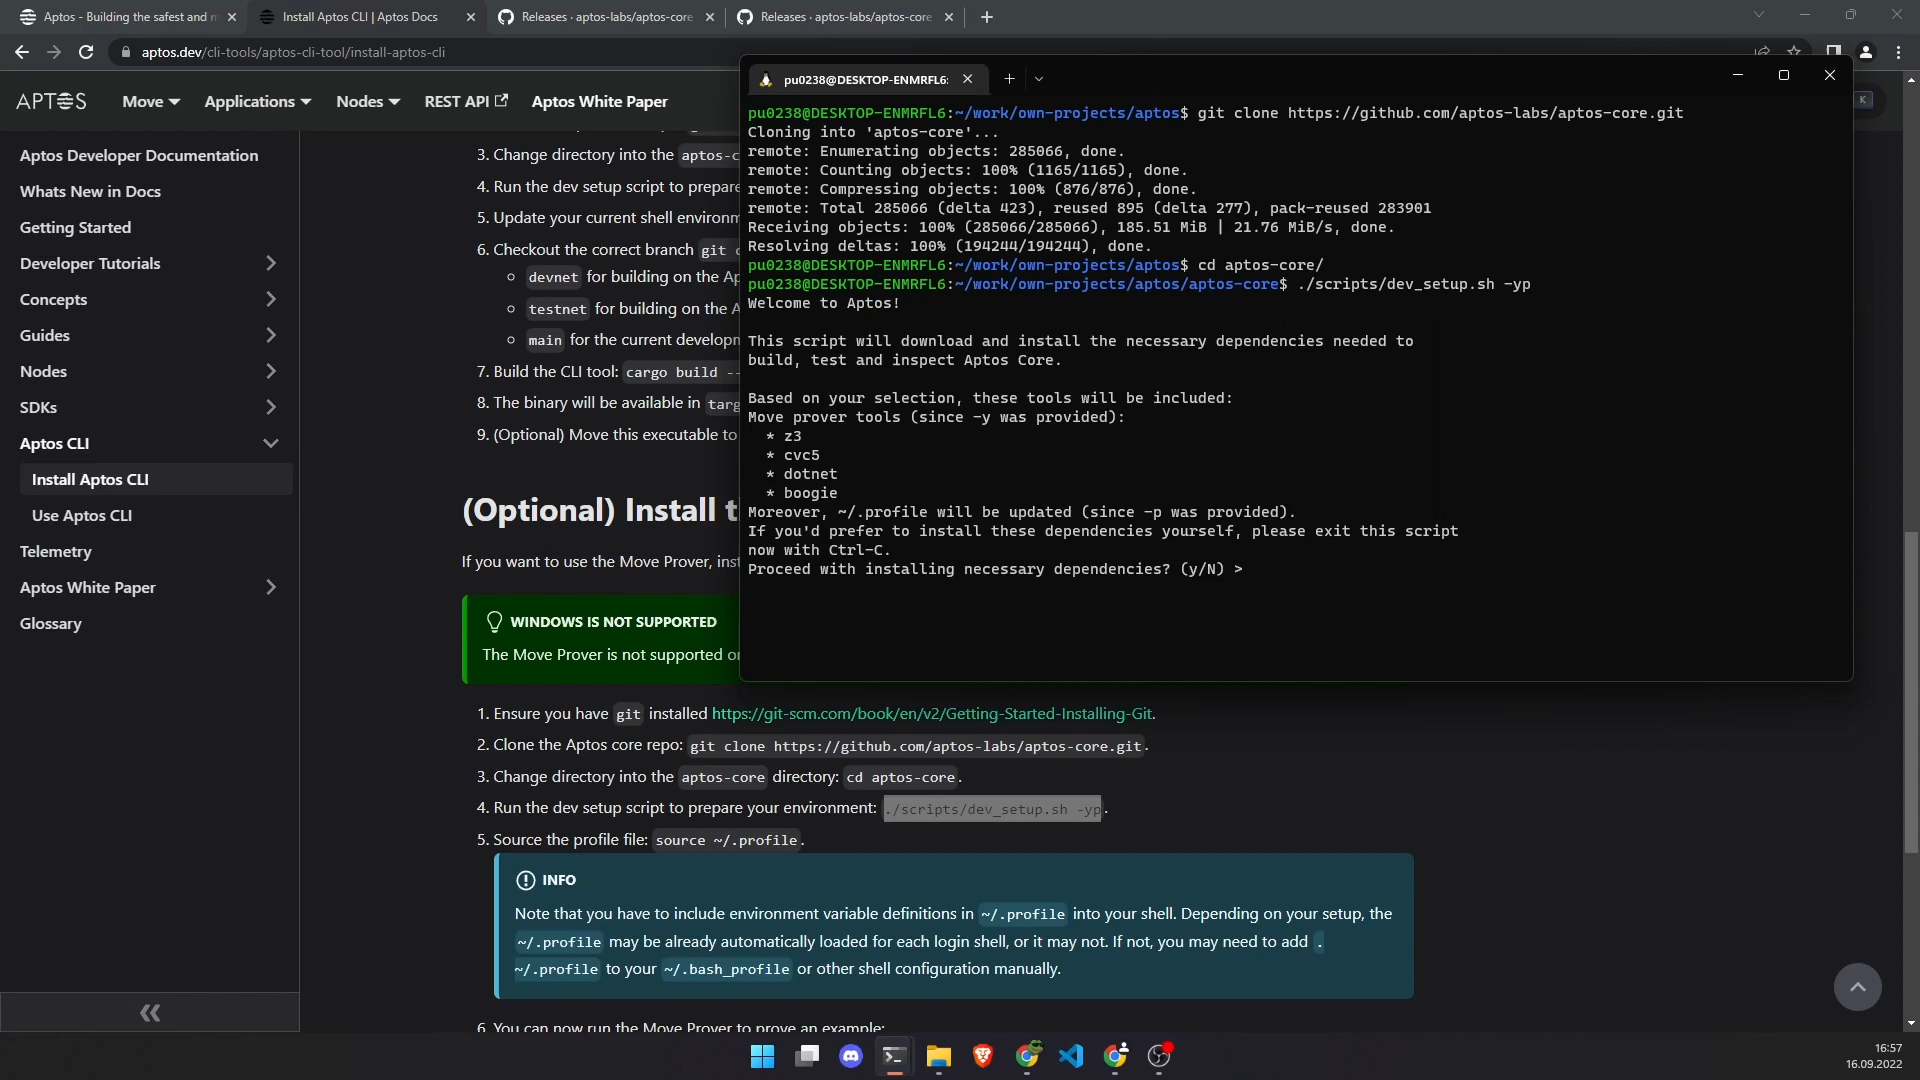 Aptos - Building the safest and m
Install Aptos CLI | Aptos Docs
Releases · aptos-labs/aptos-core
Releases · aptos-labs/aptos-core
aptos.dev/cli-tools/aptos-cli-tool/install-aptos-cli
APTOS
Move
Applications
Nodes
REST API
Aptos White Paper
K
Aptos Developer Documentation
Whats New in Docs
Getting Started
Developer Tutorials
Concepts
Guides
Nodes
SDKs
Aptos CLI
Install Aptos CLI
Use Aptos CLI
Telemetry
Aptos White Paper
Glossary
3. Change directory into the aptos-c
4. Run the dev setup script to prepare
5. Update your current shell environm
6. Checkout the correct branch git c
devnet for building on the Ap
testnet for building on the A
main for the current developm
7. Build the CLI tool: cargo build --
8. The binary will be available in targ
9. (Optional) Move this executable to
(Optional) Install t
If you want to use the Move Prover, inst
WINDOWS IS NOT SUPPORTED
The Move Prover is not supported on
1. Ensure you have git installed https://git-scm.com/book/en/v2/Getting-Started-Installing-Git.
2. Clone the Aptos core repo: git clone https://github.com/aptos-labs/aptos-core.git.
3. Change directory into the aptos-core directory: cd aptos-core.
4. Run the dev setup script to prepare your environment: ./scripts/dev_setup.sh -yp.
5. Source the profile file: source ~/.profile.
INFO
Note that you have to include environment variable definitions in ~/.profile into your shell. Depending on your setup, the
~/.profile may be already automatically loaded for each login shell, or it may not. If not, you may need to add .
~/.profile to your ~/.bash_profile or other shell configuration manually.
6. You can now run the Move Prover to prove an example:
pu0238@DESKTOP-ENMRFL6:
pu0238@DESKTOP-ENMRFL6:~/work/own-projects/aptos$ git clone https://github.com/aptos-labs/aptos-core.git
Cloning into 'aptos-core'...
remote: Enumerating objects: 285066, done.
remote: Counting objects: 100% (1165/1165), done.
remote: Compressing objects: 100% (876/876), done.
remote: Total 285066 (delta 423), reused 895 (delta 277), pack-reused 283901
Receiving objects: 100% (285066/285066), 185.51 MiB | 21.76 MiB/s, done.
Resolving deltas: 100% (194244/194244), done.
pu0238@DESKTOP-ENMRFL6:~/work/own-projects/aptos$ cd aptos-core/
pu0238@DESKTOP-ENMRFL6:~/work/own-projects/aptos/aptos-core$ ./scripts/dev_setup.sh -yp
Welcome to Aptos!
This script will download and install the necessary dependencies needed to
build, test and inspect Aptos Core.
Based on your selection, these tools will be included:
Move prover tools (since -y was provided):
* z3
* cvc5
* dotnet
* boogie
Moreover, ~/.profile will be updated (since -p was provided).
If you'd prefer to install these dependencies yourself, please exit this script
now with Ctrl-C.
Proceed with installing necessary dependencies? (y/N) >
16:57
16.09.2022